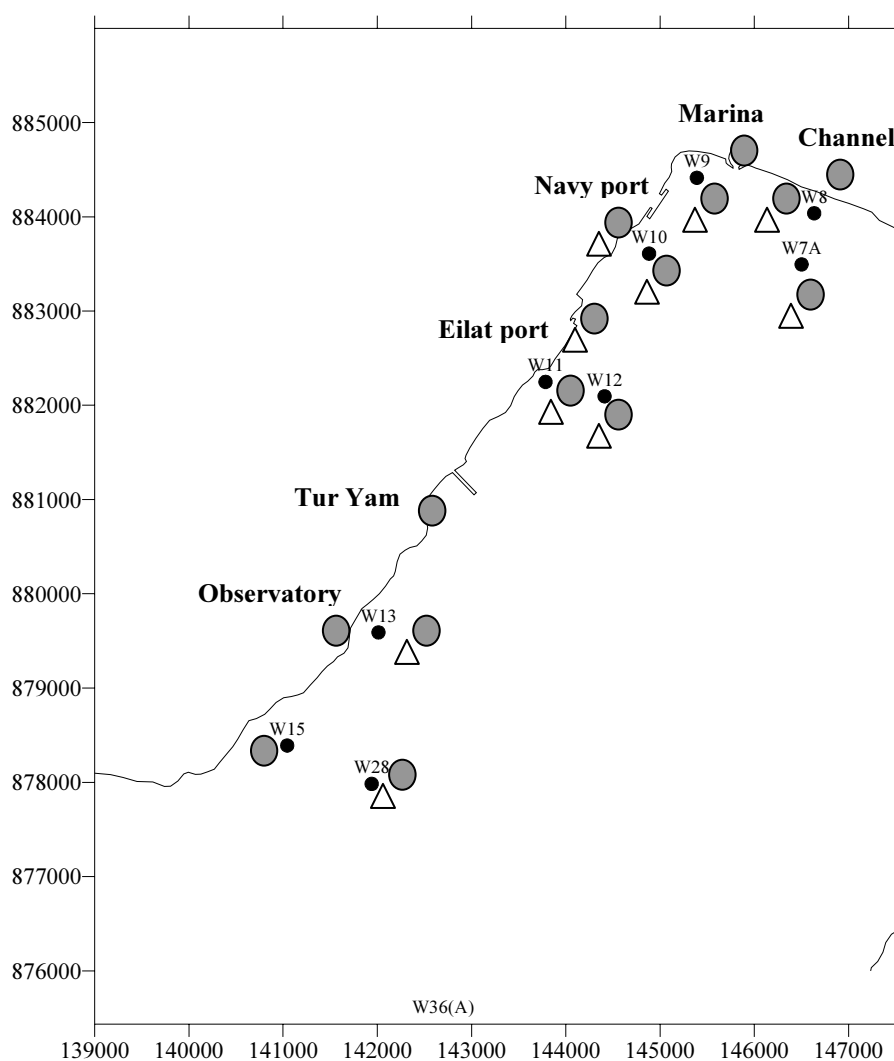 Marina
885000
Channel
W9
Navy port
W8
884000
W10
W7A
883000
Eilat port
W11
W12
882000
Tur Yam
881000
880000
Observatory
W13
879000
W15
W28
878000
877000
876000
W36(A)
139000 140000 141000 142000 143000 144000 145000 146000 147000